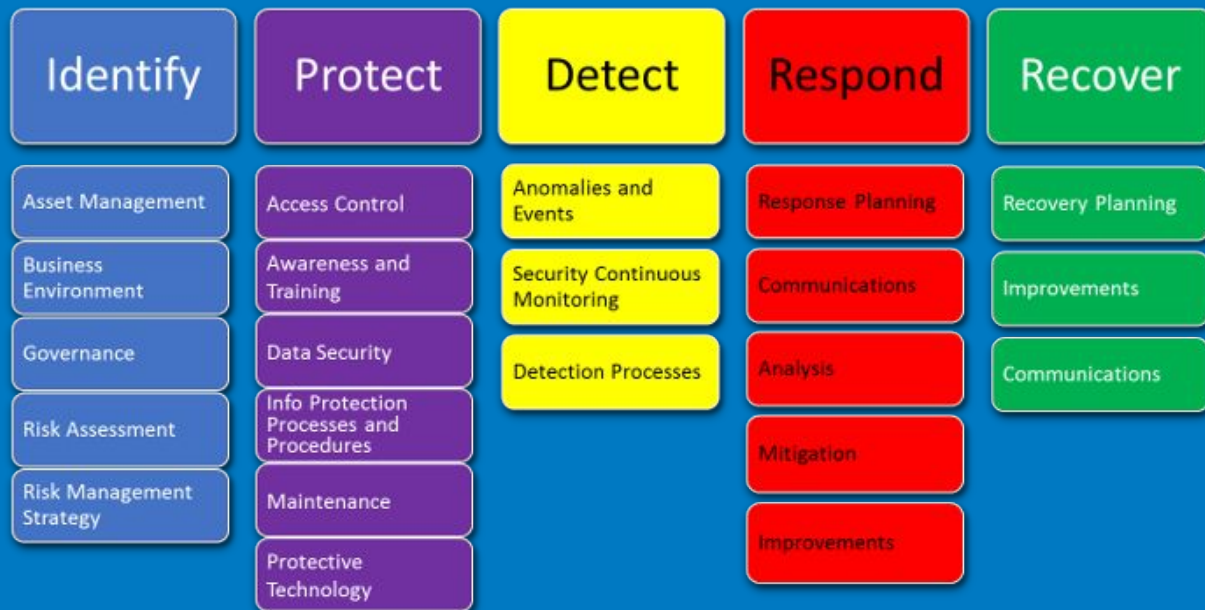 Identify
Protect
Detect
Respond
Recover
Asset Management
Business
Environment
Governance
Risk Assessment
Risk Management
Strategy
Access Control
Awareness and
Training
Data Security
Info Protection
Processes and
Procedures
Maintenance
Protective
Technology
Anomalies and
Events
Security Continuous
Monitoring
Detection Processes
Response Planning
Communications
Analysis
Mitigation
Improvements
Recovery Planning
Improvements
Communications